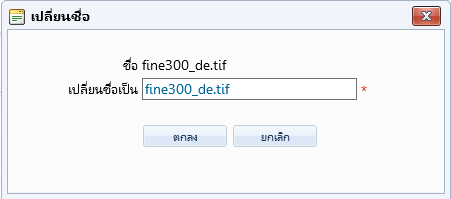 เปลี่ยนชื่อ
ชื่อ fine300_de.tif
เปลี่ยนชื่อเป็น fine300_de.tif *
ตกลง ยกเลิก